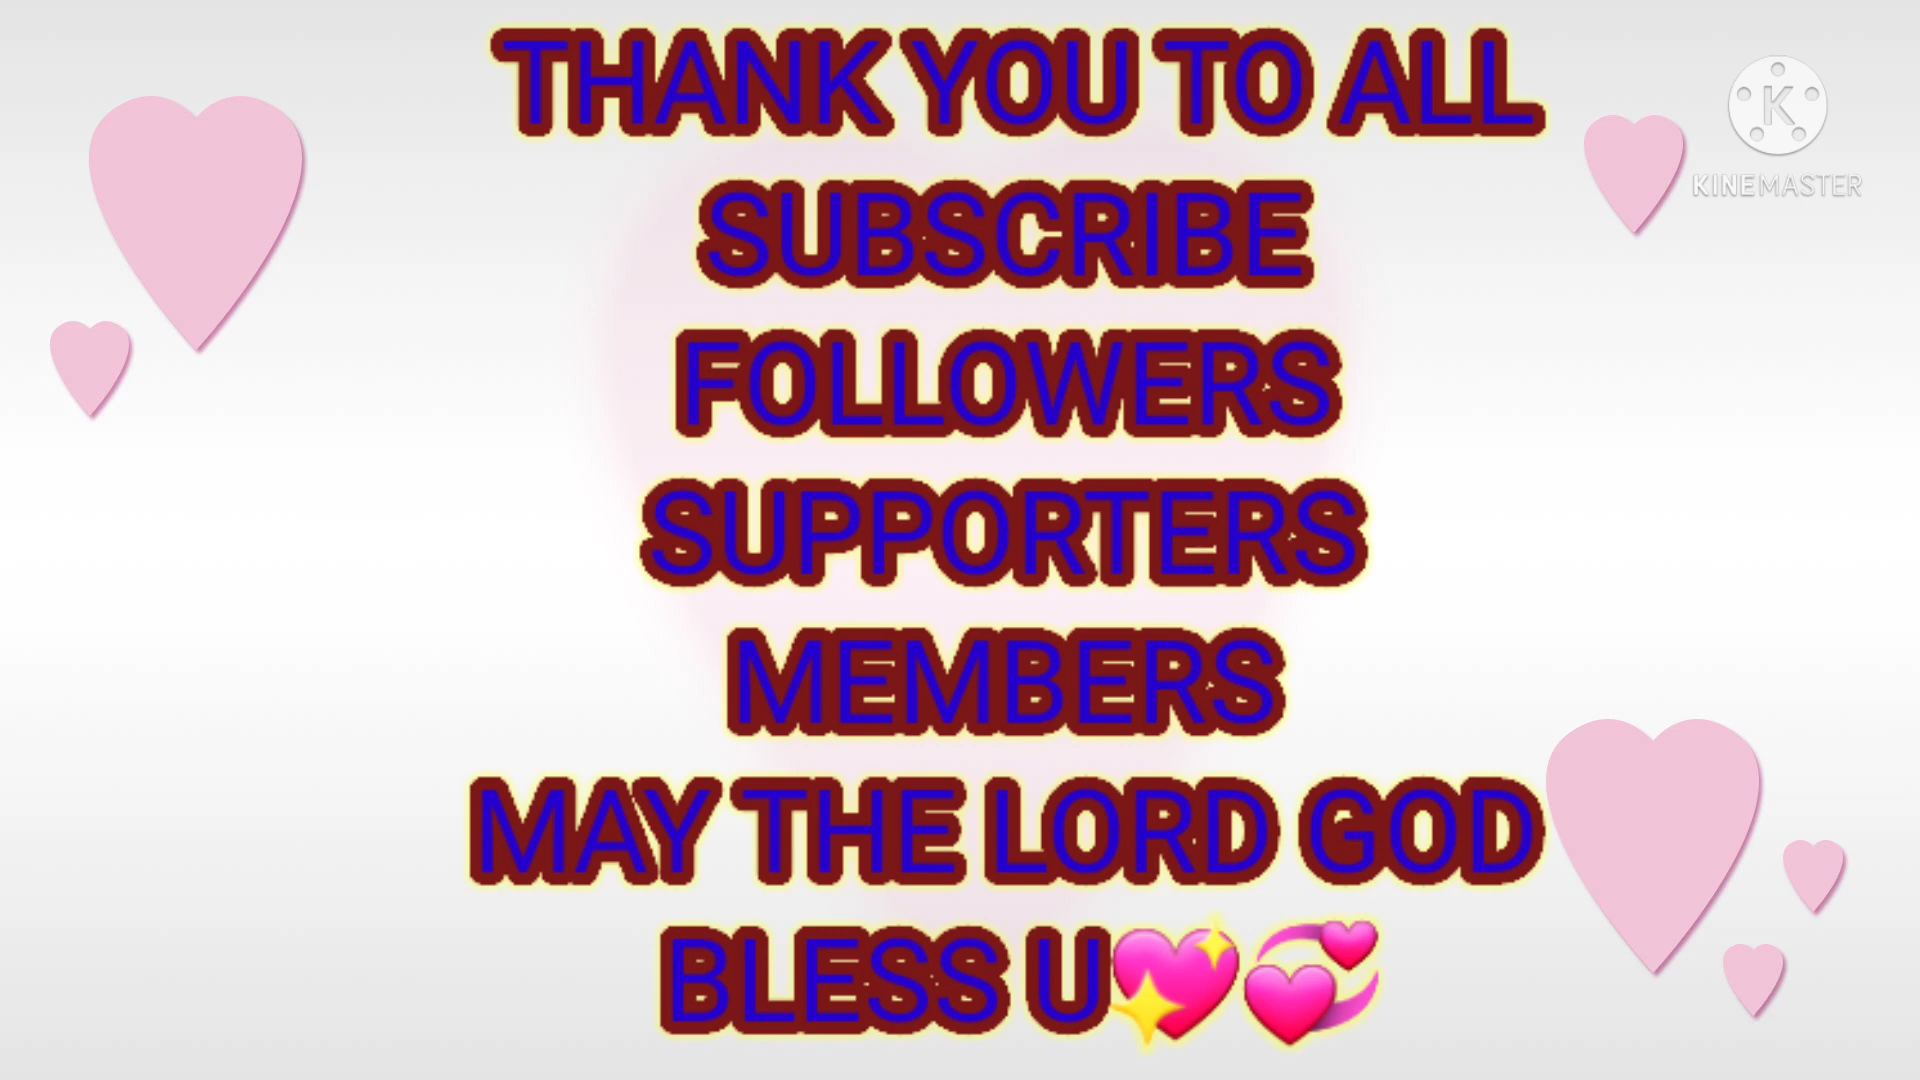 THANK YOU TO ALL
SUBSCRIBE
FOLLOWERS
SUPPORTERS
MEMBERS
MAY THE LORD GOD
BLESS U💖💞
K
KINEMASTER